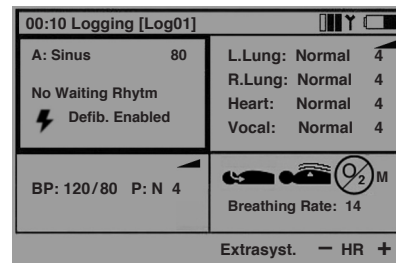 00:10 Logging [Log01]
A: Sinus 80
No Waiting Rhytm
Defib. Enabled
L.Lung: Normal 4
R.Lung: Normal 4
Heart: Normal 4
Vocal: Normal 4
BP: 120/80 P: N 4
O2 M
Breathing Rate: 14
Extrasyst. − HR +